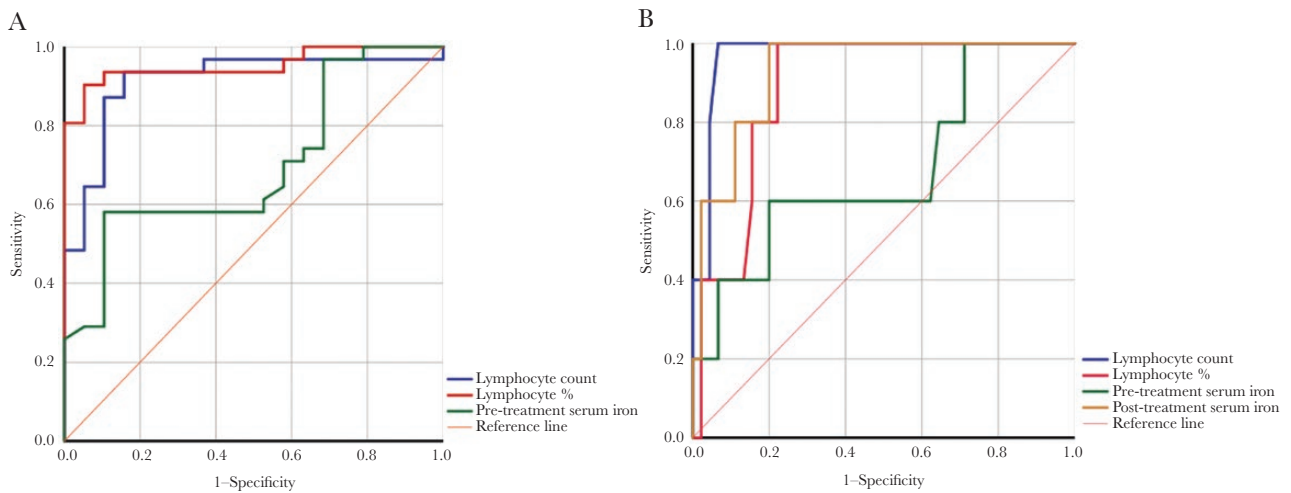 A
1.0
0.8
0.6
0.4
0.2
0.0
Sensitivity
0.0 0.2 0.4 0.6 0.8 1.0
1–Specificity
Lymphocyte count
Lymphocyte %
Pre-treatment serum iron
Reference line
B
1.0
0.8
0.6
0.4
0.2
0.0
Sensitivity
0.0 0.2 0.4 0.6 0.8 1.0
1–Specificity
Lymphocyte count
Lymphocyte %
Pre-treatment serum iron
Post-treatment serum iron
Reference line